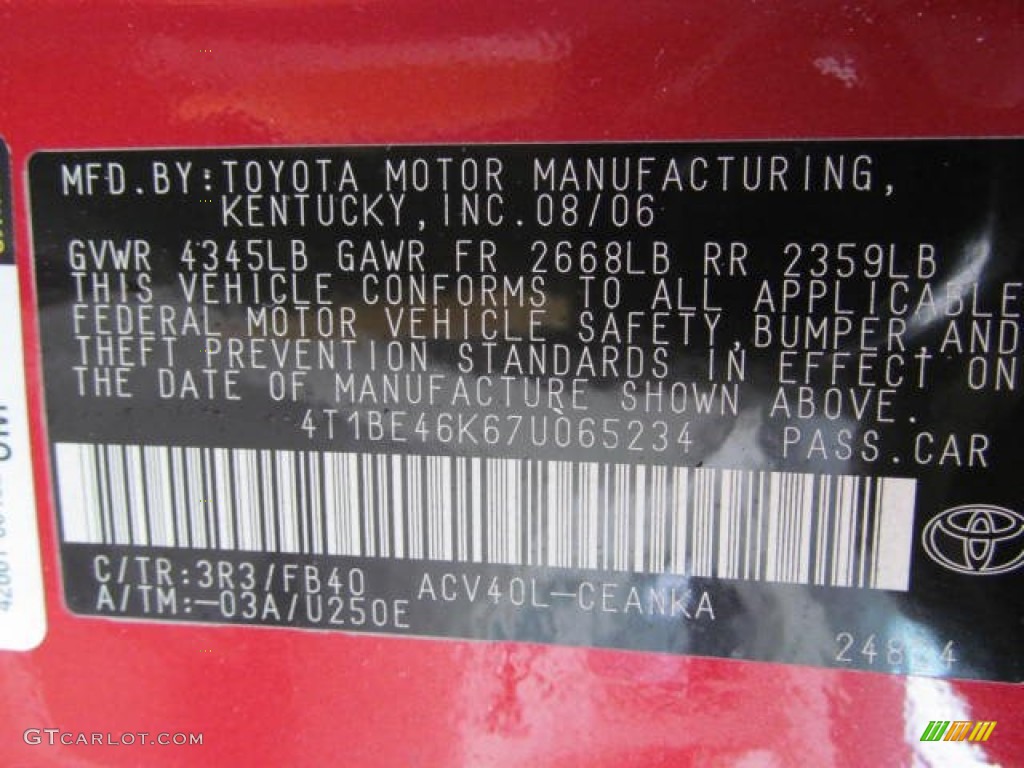 MFD.BY:TOYOTA MOTOR MANUFACTURING,
KENTUCKY,INC.08/06
GVWR 4345LB GAWR FR 2668LB RR 2359LB
THIS VEHICLE CONFORMS TO ALL APPLICABLE
FEDERAL MOTOR VEHICLE SAFETY,BUMPER,AND
THEFT PREVENTION STANDARDS IN EFFECT ON
THE DATE OF MANUFACTURE SHOWN ABOVE.
4T1BE46K67U065234 PASS.CAR
C/TR:3R3/FB40 ACV40L-CEANKA
A/TM:-03A/U250E
GTCARLOT.COM